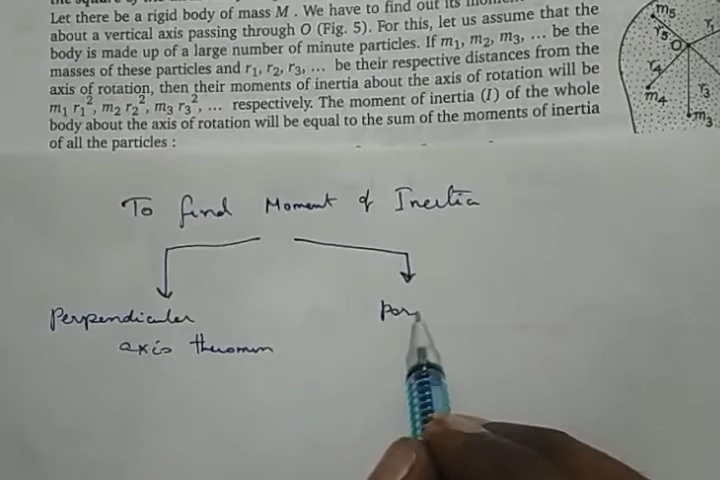 Let there be a rigid body of mass M . We have to find out its
about a vertical axis passing through O (Fig. 5). For this, let us assume that the
body is made up of a large number of minute particles. If m₁, m₂, m₃, ... be the
masses of these particles and r₁, r₂, r₃, ... be their respective distances from the
axis of rotation, then their moments of inertia about the axis of rotation will be
m₁ r₁², m₂ r₂², m₃ r₃², ... respectively. The moment of inertia (I) of the whole
body about the axis of rotation will be equal to the sum of the moments of inertia
of all the particles :
m₅
r₅
O
r₁
r₄
r₃
m₄
m₃
To find Moment of Inertia
Perpendicular
axis theorem
par